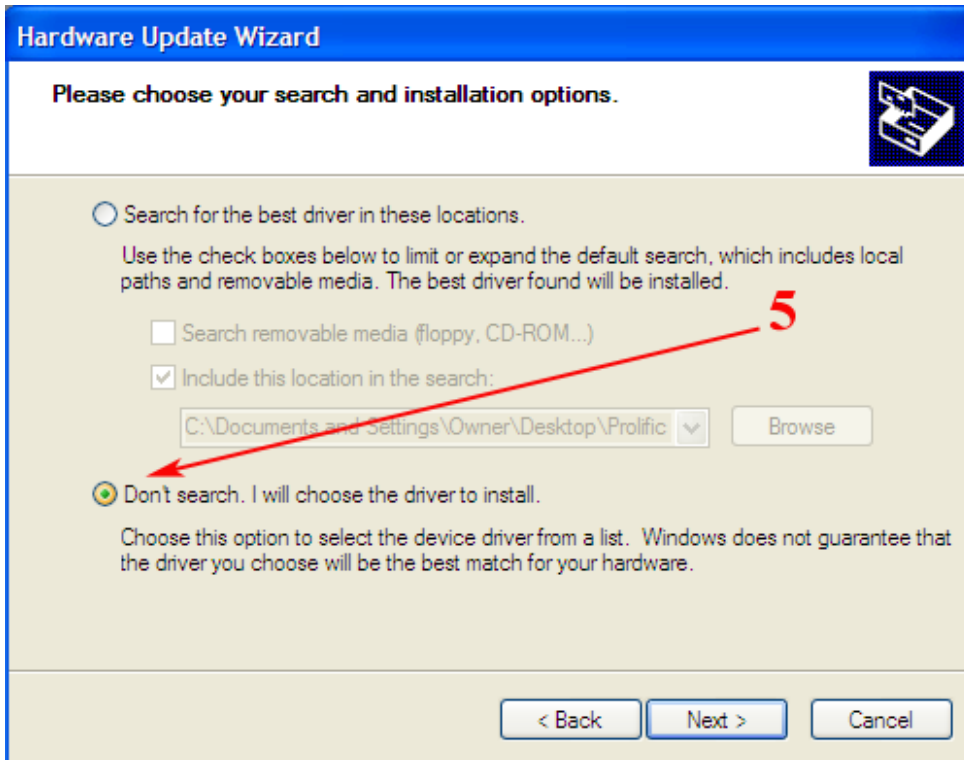 Hardware Update Wizard
Please choose your search and installation options.
Search for the best driver in these locations.
Use the check boxes below to limit or expand the default search, which includes local
paths and removable media. The best driver found will be installed.
5
Search removable media (floppy, CD-ROM...)
Include this location in the search:
C:\Documents and Settings\Owner\Desktop\Prolific
Browse
Don't search. I will choose the driver to install.
Choose this option to select the device driver from a list. Windows does not guarantee that
the driver you choose will be the best match for your hardware.
< Back Next > Cancel